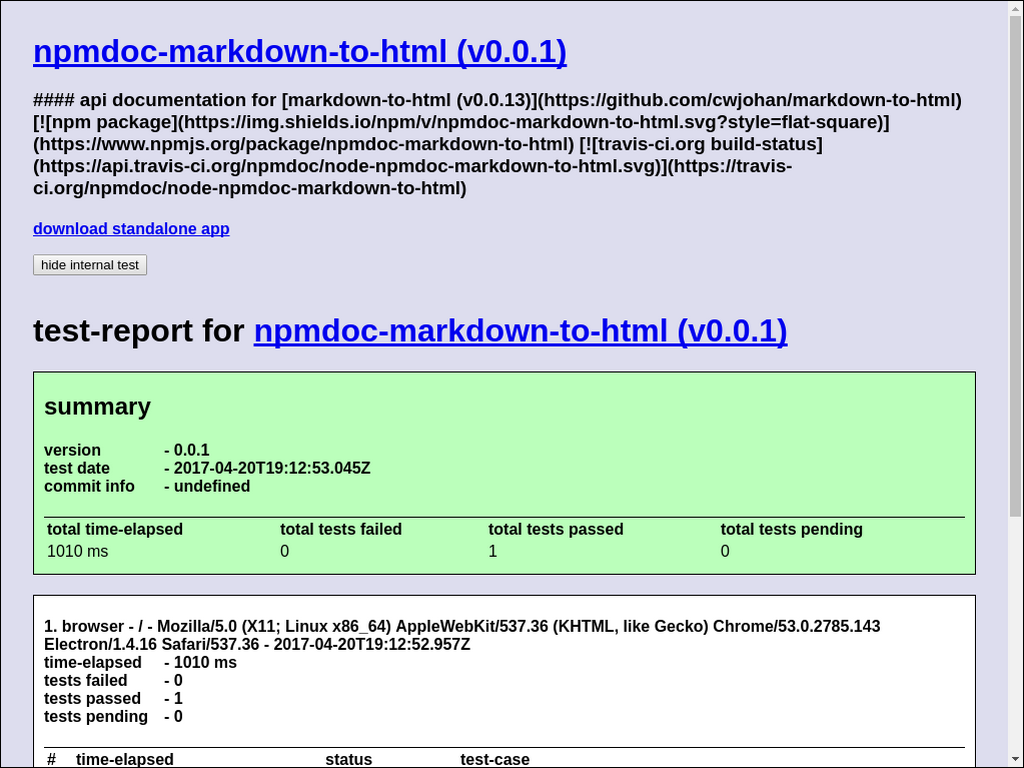 npmdoc-markdown-to-html (v0.0.1)
#### api documentation for [markdown-to-html (v0.0.13)](https://github.com/cwjohan/markdown-to-html)
[![npm package](https://img.shields.io/npm/v/npmdoc-markdown-to-html.svg?style=flat-square)]
(https://www.npmjs.org/package/npmdoc-markdown-to-html) [![travis-ci.org build-status]
(https://api.travis-ci.org/npmdoc/node-npmdoc-markdown-to-html.svg)](https://travis-
ci.org/npmdoc/node-npmdoc-markdown-to-html)
download standalone app
hide internal test
test-report for npmdoc-markdown-to-html (v0.0.1)
summary
version - 0.0.1
test date - 2017-04-20T19:12:53.045Z
commit info - undefined
total time-elapsed total tests failed total tests passed total tests pending
1010 ms 0 1 0
1. browser - / - Mozilla/5.0 (X11; Linux x86_64) AppleWebKit/537.36 (KHTML, like Gecko) Chrome/53.0.2785.143
Electron/1.4.16 Safari/537.36 - 2017-04-20T19:12:52.957Z
time-elapsed - 1010 ms
tests failed - 0
tests passed - 1
tests pending - 0
# time-elapsed status test-case